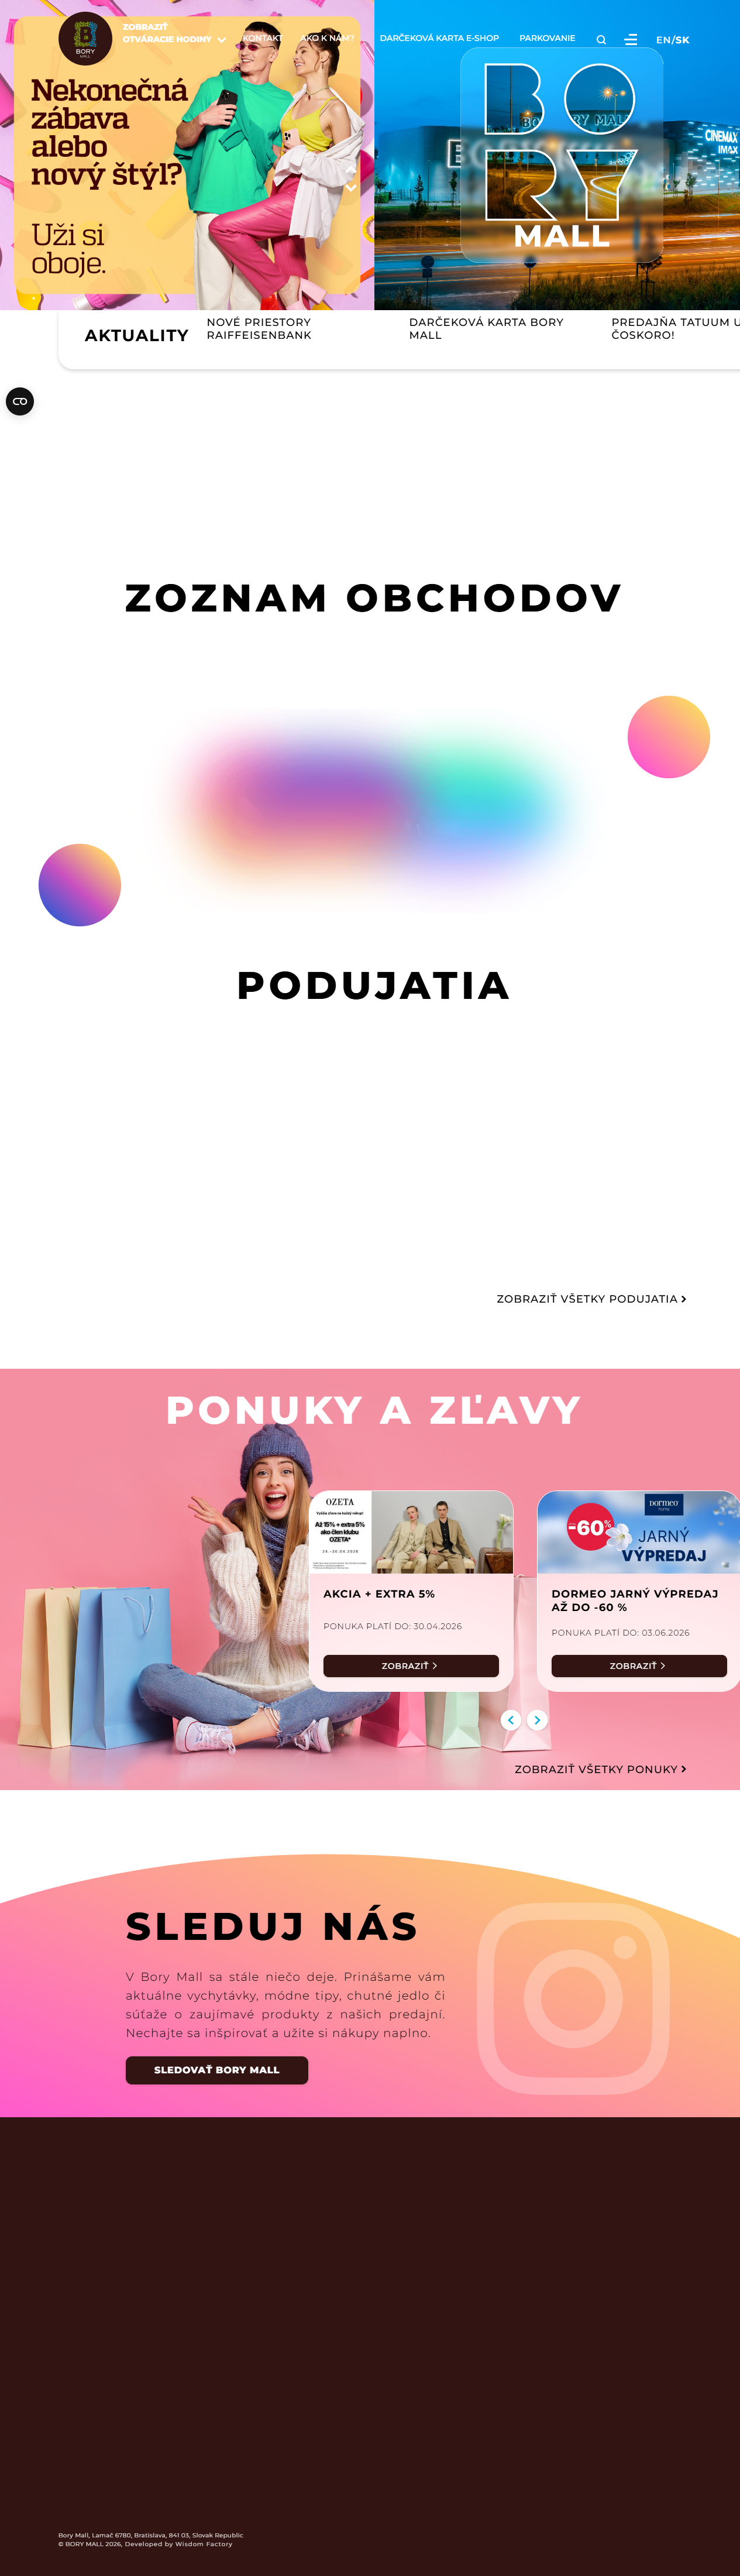 BORY
MALL
ZOBRAZIŤ
OTVÁRACIE HODINY
KONTAKT
AKO K NÁM?
DARČEKOVÁ KARTA E-SHOP
PARKOVANIE
EN/SK
Nekonečná
zábava
alebo
nový štýl?
Uži si
oboje.
BO
RY
MALL
CINEMAX
IMAX
AKTUALITY
NOVÉ PRIESTORY
RAIFFEISENBANK
DARČEKOVÁ KARTA BORY
MALL
PREDAJŇA TATUUM U
ČOSKORO!
ZOZNAM OBCHODOV
PODUJATIA
ZOBRAZIŤ VŠETKY PODUJATIA
PONUKY A ZĽAVY
OZETA
Až 15% + extra 5%
ako člen klubu
OZETA*
AKCIA + EXTRA 5%
PONUKA PLATÍ DO: 30.04.2026
ZOBRAZIŤ
DORMEO
HOME
-60%
JARNÝ
VÝPREDAJ
DORMEO JARNÝ VÝPREDAJ
AŽ DO -60 %
PONUKA PLATÍ DO: 03.06.2026
ZOBRAZIŤ
ZOBRAZIŤ VŠETKY PONUKY
SLEDUJ NÁS
V Bory Mall sa stále niečo deje. Prinášame vám
aktuálne vychytávky, módne tipy, chutné jedlo či
súťaže o zaujímavé produkty z našich predajní.
Nechajte sa inšpirovať a užite si nákupy naplno.
SLEDOVAŤ BORY MALL
Bory Mall, Lamač 6780, Bratislava, 841 03, Slovak Republic
© BORY MALL 2026, Developed by Wisdom Factory